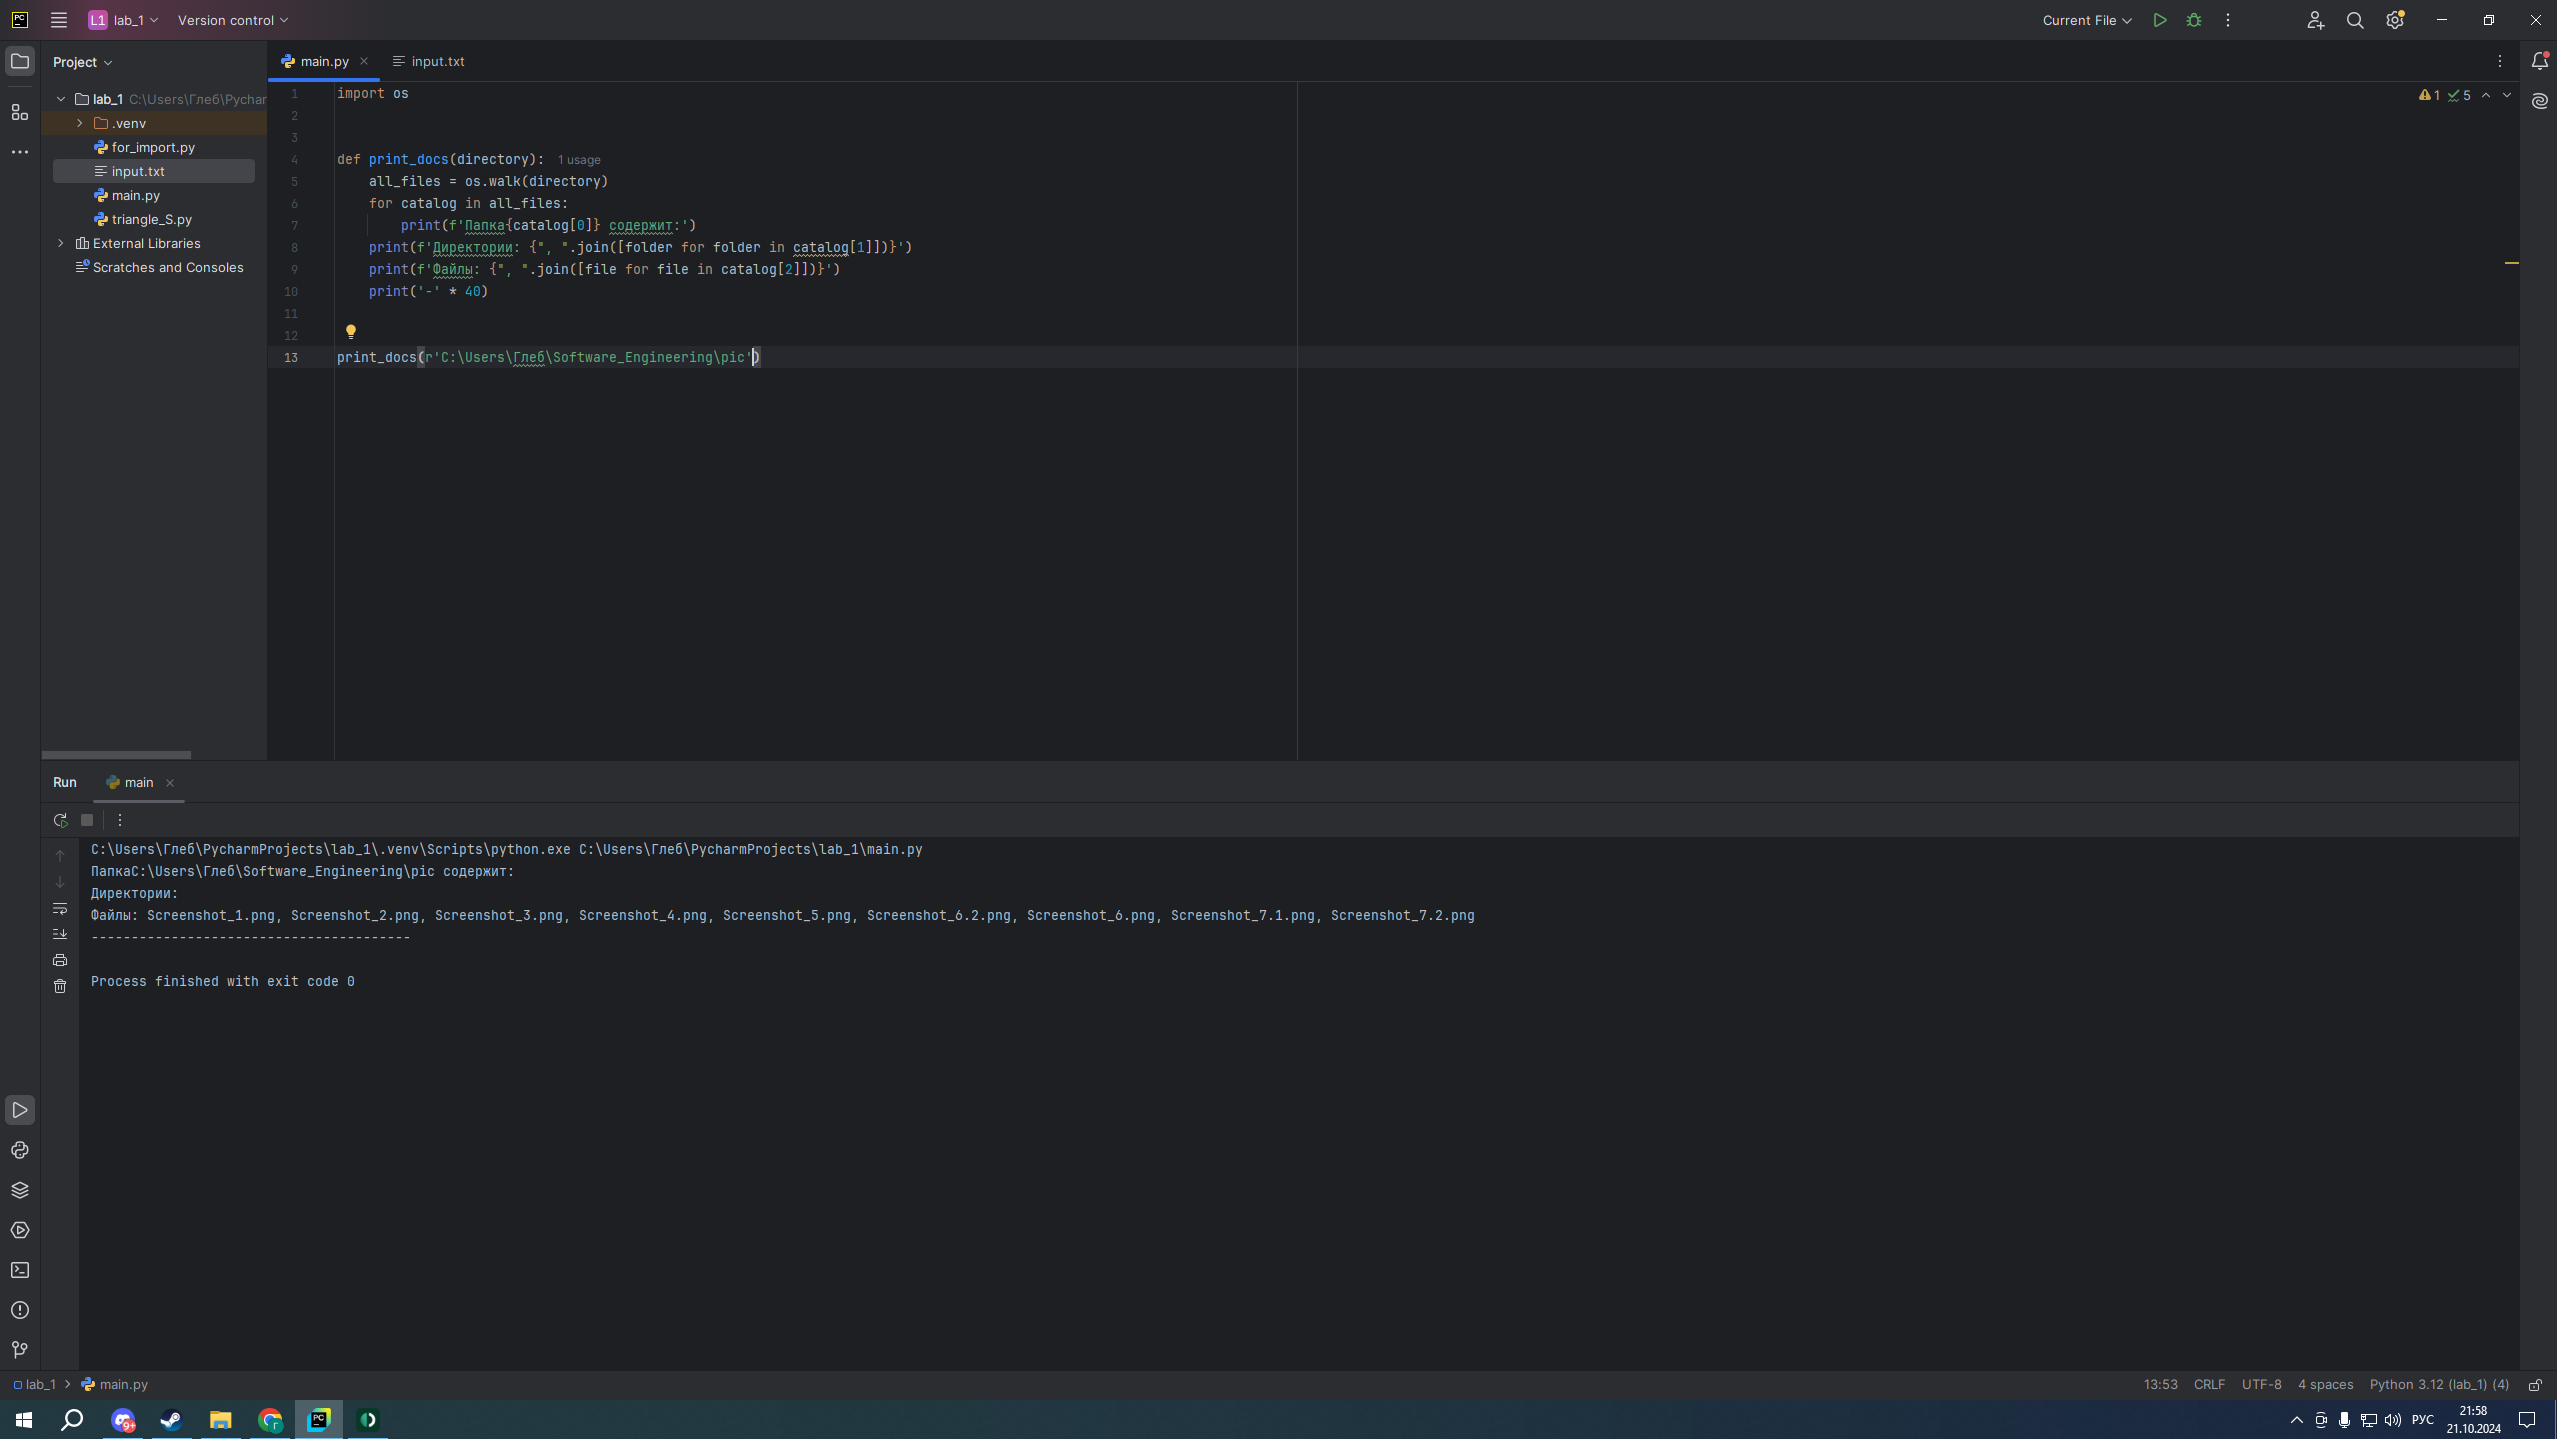 PC L1 lab_1 Version control Current File
Project
main.py input.txt
lab_1 C:\Users\Глеб\Pychar
.venv
for_import.py
input.txt
main.py
triangle_S.py
External Libraries
Scratches and Consoles
1 import os
2
3
4 def print_docs(directory): 1 usage
5 all_files = os.walk(directory)
6 for catalog in all_files:
7 print(f'Папка{catalog[0]} содержит:')
8 print(f'Директории: {", ".join([folder for folder in catalog[1]])}')
9 print(f'Файлы: {", ".join([file for file in catalog[2]])}')
10 print('-' * 40)
11
12
13 print_docs(r'C:\Users\Глеб\Software_Engineering\pic')
1 5
Run main
C:\Users\Глеб\PycharmProjects\lab_1\.venv\Scripts\python.exe C:\Users\Глеб\PycharmProjects\lab_1\main.py
ПапкаC:\Users\Глеб\Software_Engineering\pic содержит:
Директории:
Файлы: Screenshot_1.png, Screenshot_2.png, Screenshot_3.png, Screenshot_4.png, Screenshot_5.png, Screenshot_6.2.png, Screenshot_6.png, Screenshot_7.1.png, Screenshot_7.2.png
----------------------------------------
Process finished with exit code 0
lab_1 main.py 13:53 CRLF UTF-8 4 spaces Python 3.12 (lab_1) (4)
9+ Г PC РУС 21:58
21.10.2024